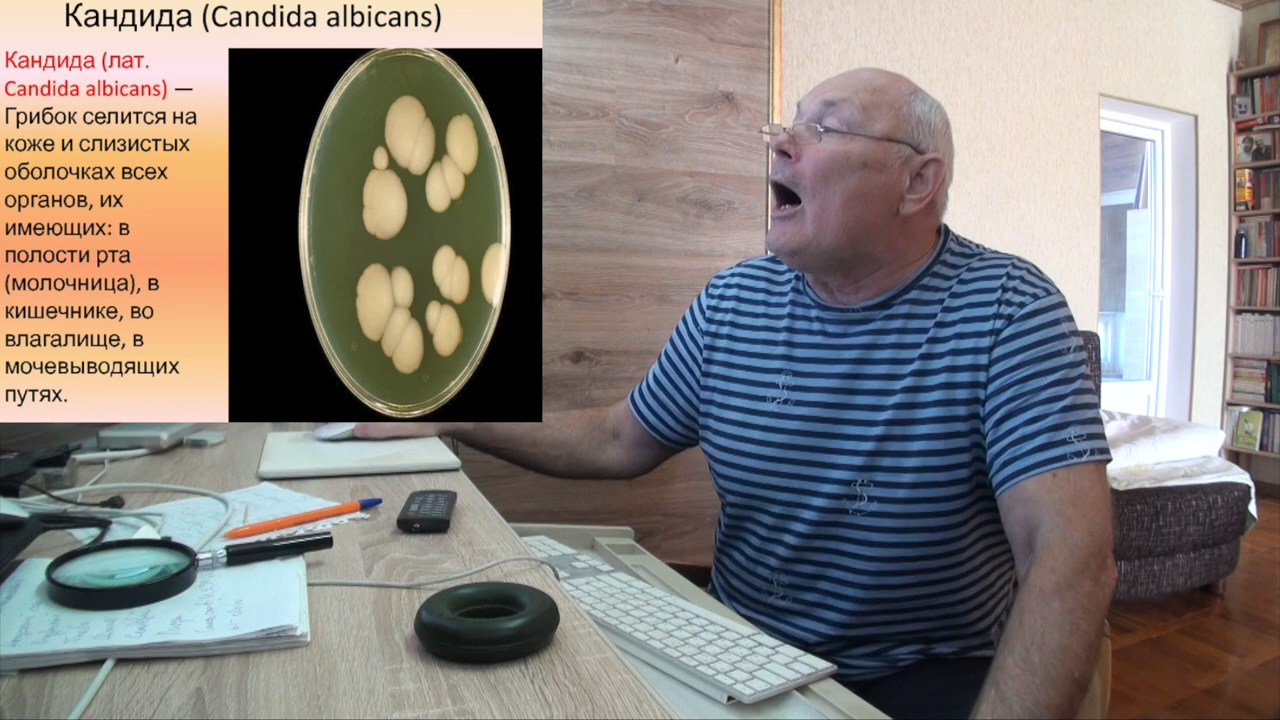 Кандида (Candida albicans)
Кандида (лат.
Candida albicans) —
Грибок селится на
коже и слизистых
оболочках всех
органов, их
имеющих: в
полости рта
(молочница), в
кишечнике, во
влагалище, в
мочевыводящих
путях.